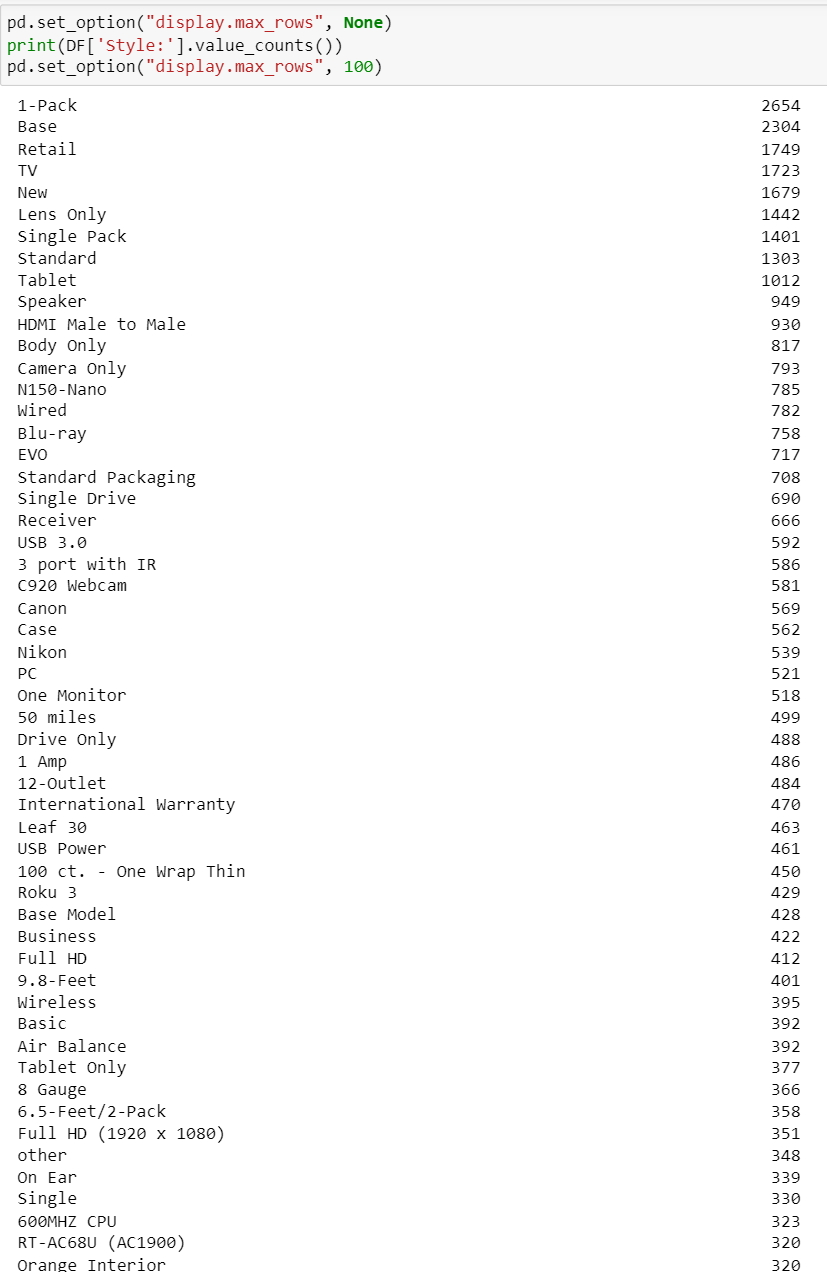 pd.set_option("display.max_rows", None)
print(DF['Style:'].value_counts())
pd.set_option("display.max_rows", 100)
1-Pack 2654
Base 2304
Retail 1749
TV 1723
New 1679
Lens Only 1442
Single Pack 1401
Standard 1303
Tablet 1012
Speaker 949
HDMI Male to Male 930
Body Only 817
Camera Only 793
N150-Nano 785
Wired 782
Blu-ray 758
EVO 717
Standard Packaging 708
Single Drive 690
Receiver 666
USB 3.0 592
3 port with IR 586
C920 Webcam 581
Canon 569
Case 562
Nikon 539
PC 521
One Monitor 518
50 miles 499
Drive Only 488
1 Amp 486
12-Outlet 484
International Warranty 470
Leaf 30 463
USB Power 461
100 ct. - One Wrap Thin 450
Roku 3 429
Base Model 428
Business 422
Full HD 412
9.8-Feet 401
Wireless 395
Basic 392
Air Balance 392
Tablet Only 377
8 Gauge 366
6.5-Feet/2-Pack 358
Full HD (1920 x 1080) 351
other 348
On Ear 339
Single 330
600MHZ CPU 323
RT-AC68U (AC1900) 320
Orange Interior 320